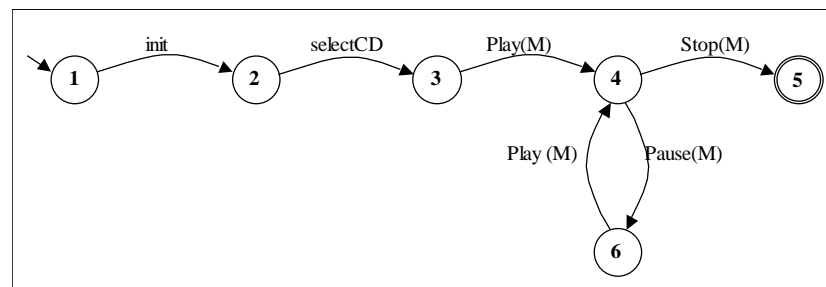 init
selectCD
Play(M)
Stop(M)
1
2
3
4
5
Play (M)
Pause(M)
6